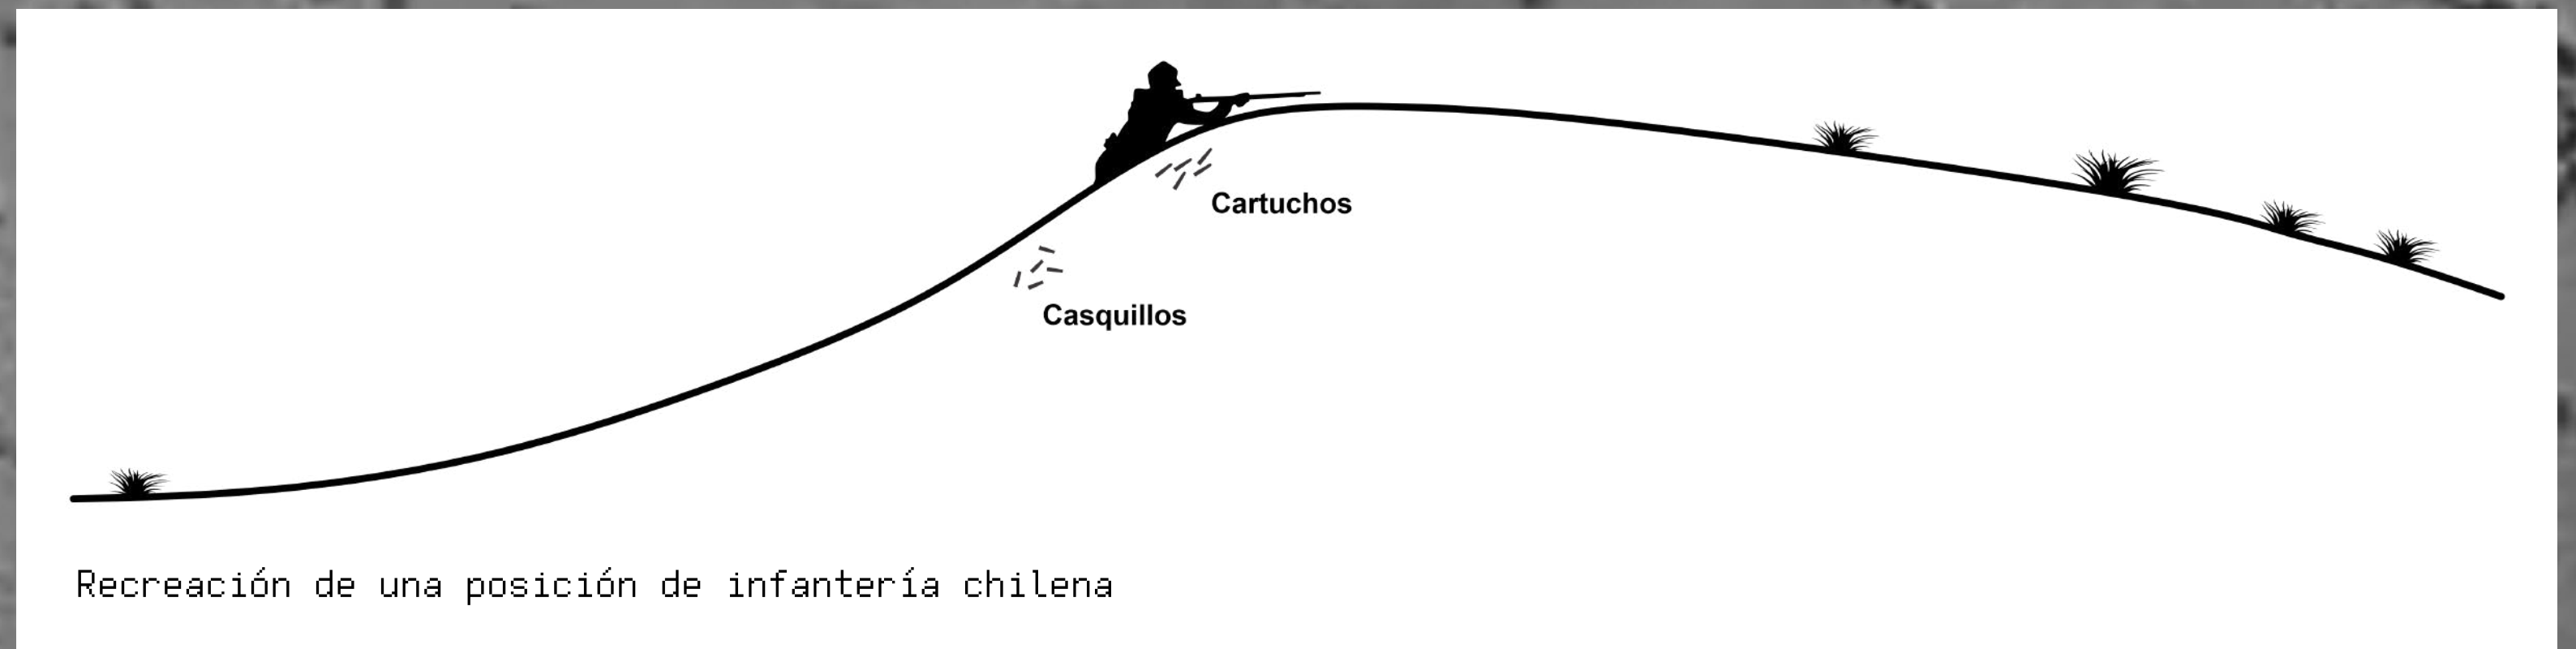 Cartuchos
Casquillos
Recreación de una posición de infantería chilena